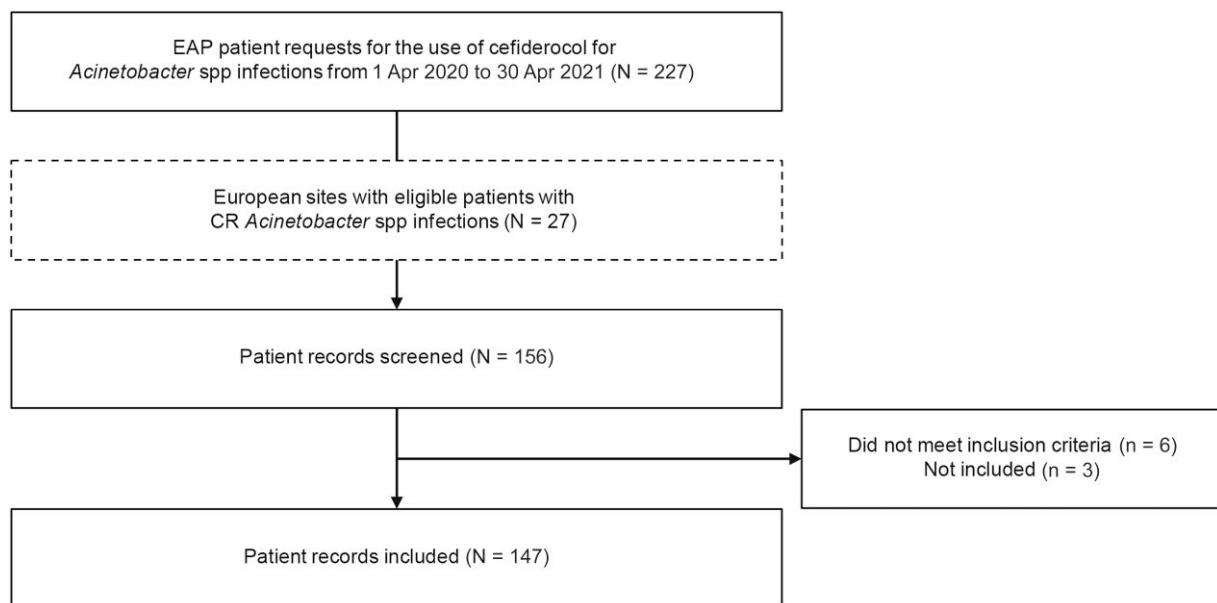 EAP patient requests for the use of cefiderocol for
Acinetobacter spp infections from 1 Apr 2020 to 30 Apr 2021 (N = 227)
European sites with eligible patients with
CR Acinetobacter spp infections (N = 27)
Patient records screened (N = 156)
Did not meet inclusion criteria (n = 6)
Not included (n = 3)
Patient records included (N = 147)